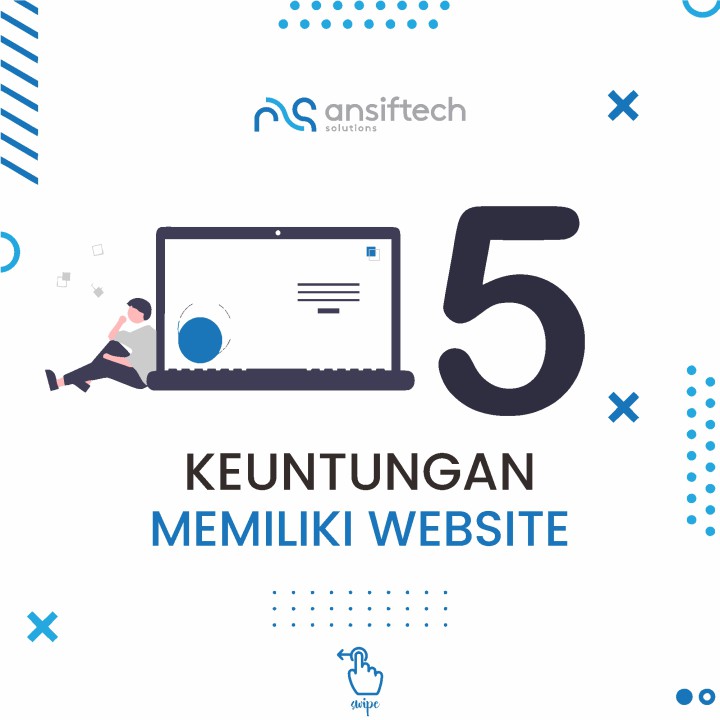 ansiftech
solutions
5
KEUNTUNGAN
MEMILIKI WEBSITE
swipe